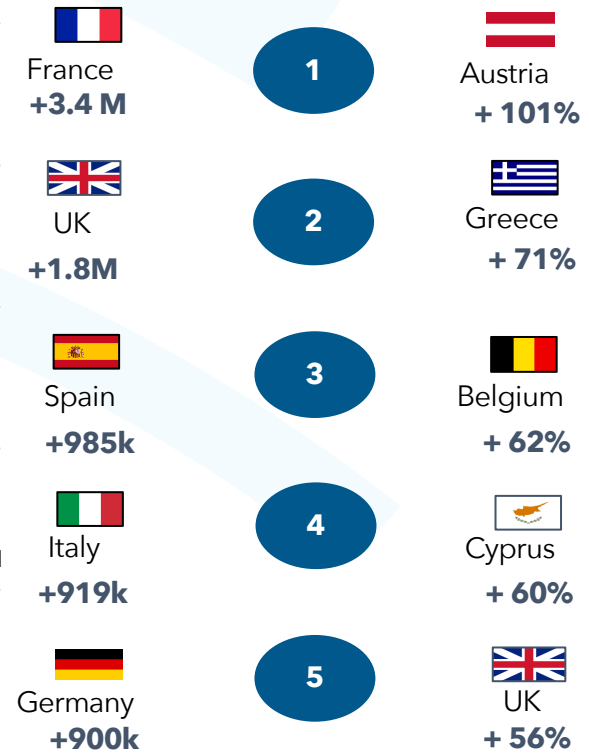 France
+3.4 M
1
Austria
+ 101%
UK
+1.8M
2
Greece
+ 71%
Spain
+985k
3
Belgium
+ 62%
Italy
+919k
4
Cyprus
+ 60%
Germany
+900k
5
UK
+ 56%